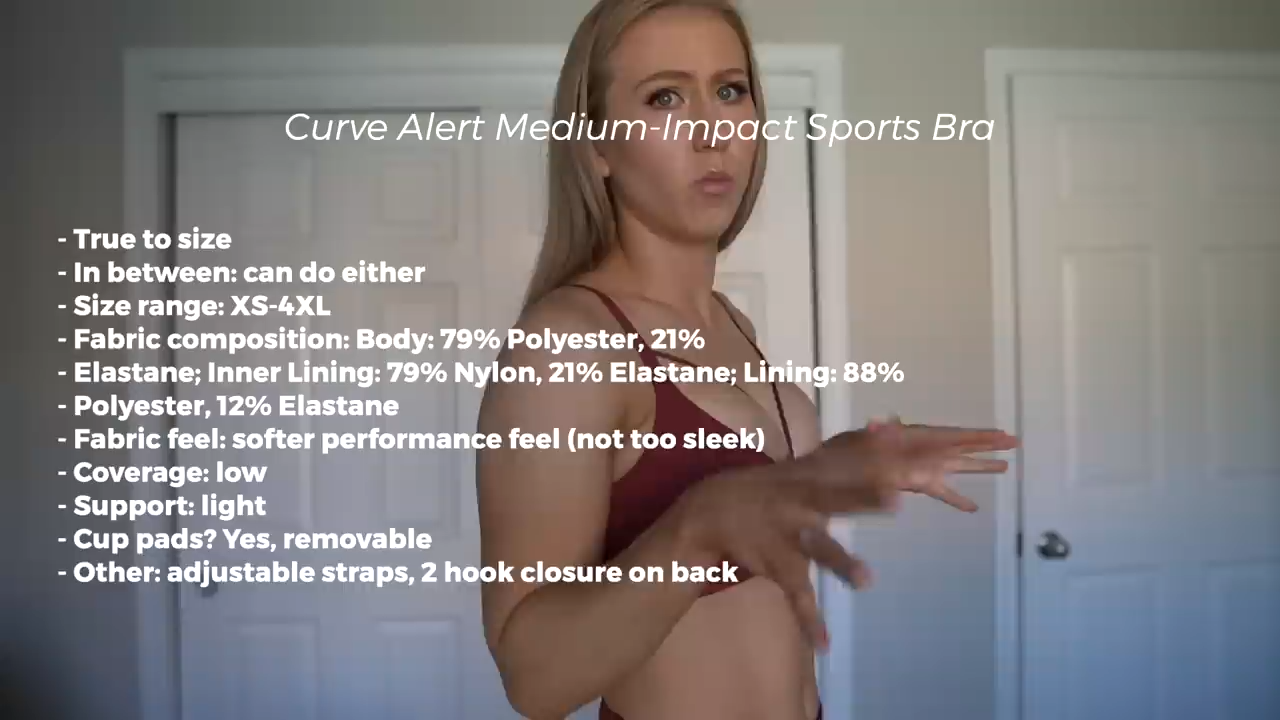 Curve Alert Medium-Impact Sports Bra
- True to size
- In between: can do either
- Size range: XS-4XL
- Fabric composition: Body: 79% Polyester, 21%
- Elastane; Inner Lining: 79% Nylon, 21% Elastane; Lining: 88%
- Polyester, 12% Elastane
- Fabric feel: softer performance feel (not too sleek)
- Coverage: low
- Support: light
- Cup pads? Yes, removable
- Other: adjustable straps, 2 hook closure on back